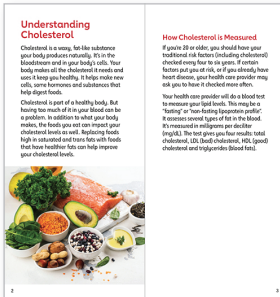 Understanding
Cholesterol
Cholesterol is a waxy, fat-like substance
your body produces naturally. It's in the
bloodstream and in your body's cells. Your
body makes all the cholesterol it needs and
uses it keep you healthy. It helps make new
cells, some hormones and substances that
help digest foods.
Cholesterol is part of a healthy body. But
having too much of it in your blood can be
a problem. In addition to what your body
makes, the foods you eat can impact your
cholesterol levels as well. Replacing foods
high in saturated and trans fats with foods
that have healthier fats can help improve
your cholesterol levels.
2
How Cholesterol is Measured
If you're 20 or older, you should have your
traditional risk factors (including cholesterol)
checked every four to six years. If certain
factors put you at risk, or if you already have
heart disease, your health care provider may
ask you to have it checked more often.
Your health care provider will do a blood test
to measure your lipid levels. This may be a
"fasting" or "non-fasting lipoprotein profile".
It assesses several types of fat in the blood.
It's measured in milligrams per deciliter
(mg/dL). The test gives you four results: total
cholesterol, LDL (bad) cholesterol, HDL (good)
cholesterol and triglycerides (blood fats).